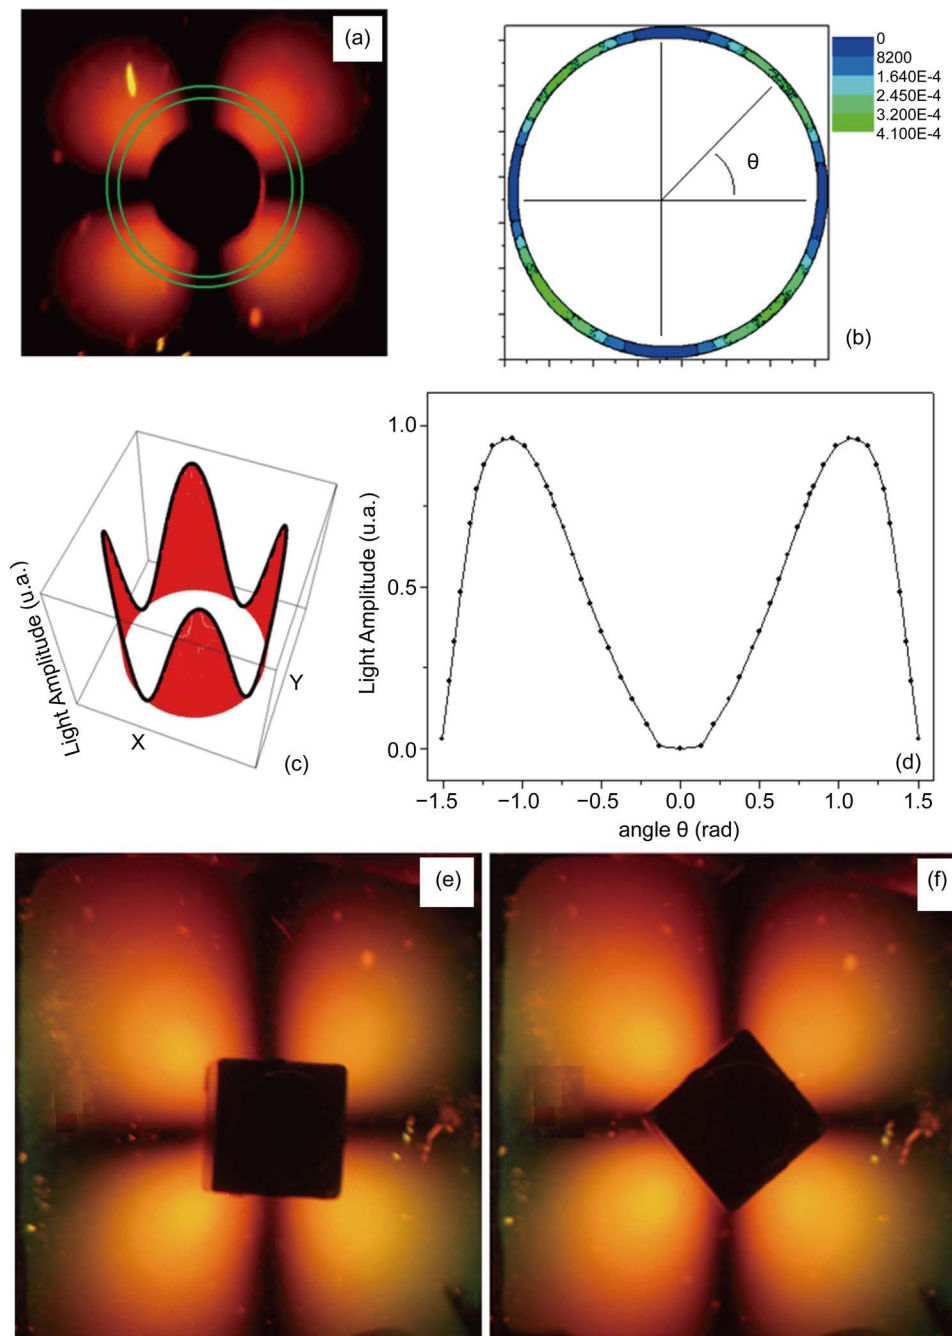 (a)
0
8200
1.640E-4
2.450E-4
3.200E-4
4.100E-4
θ
(b)
Light Amplitude (u.a.)
X
Y
(c)
Light Amplitude (u.a.)
1.0
0.5
0.0
(d)
−1.5 −1.0 −0.5 0.0 0.5 1.0 1.5
angle θ (rad)
(e)
(f)